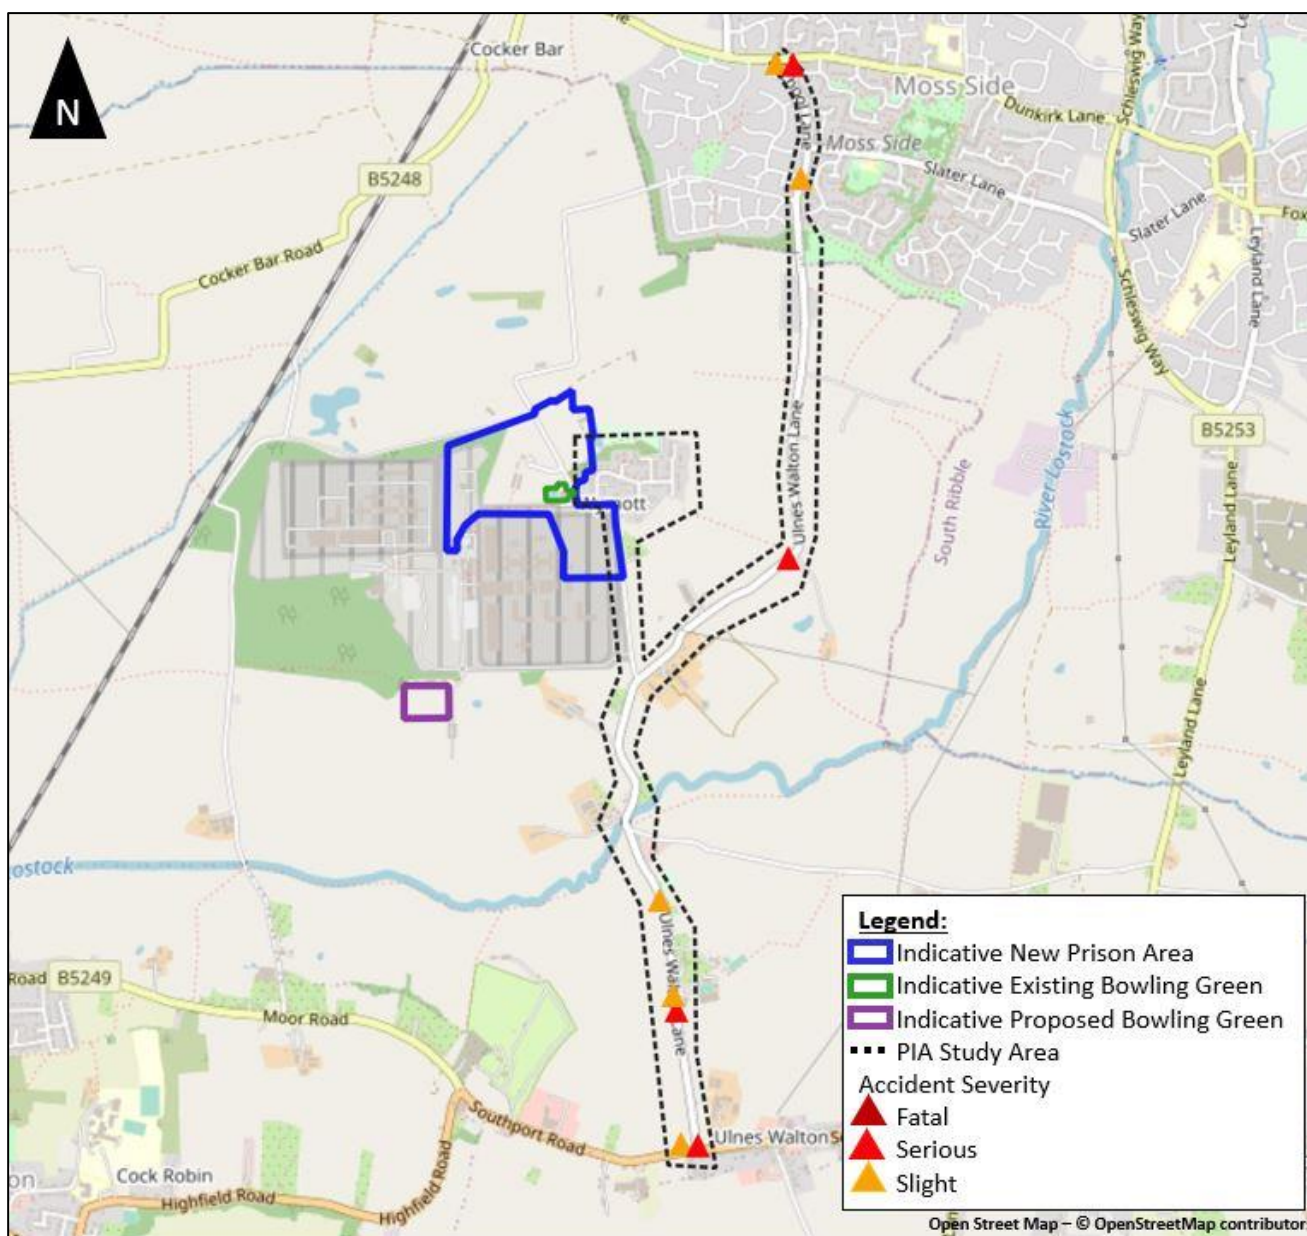 Cocker Bar
Moss Side
Dunkirk Lane
Schleswig Way
N
Moss Side
B5248
Slater Lane
Slater Lane
Fox
Leyland Lane
Cocker Bar Road
Schleswig Way
Ulnes Walton Lane
B5253
River Lostock
South Ribble
Leyland Lane
Leyland Lane
ostock
Ulnes Wal
Lane
Road
B5249
Moor Road
Southport Road
Ulnes Walton
Cock Robin
on
Highfield Road
Highfield Road
Legend:
Indicative New Prison Area
Indicative Existing Bowling Green
Indicative Proposed Bowling Green
PIA Study Area
Accident Severity
Fatal
Serious
Slight
Open Street Map – © OpenStreetMap contributor